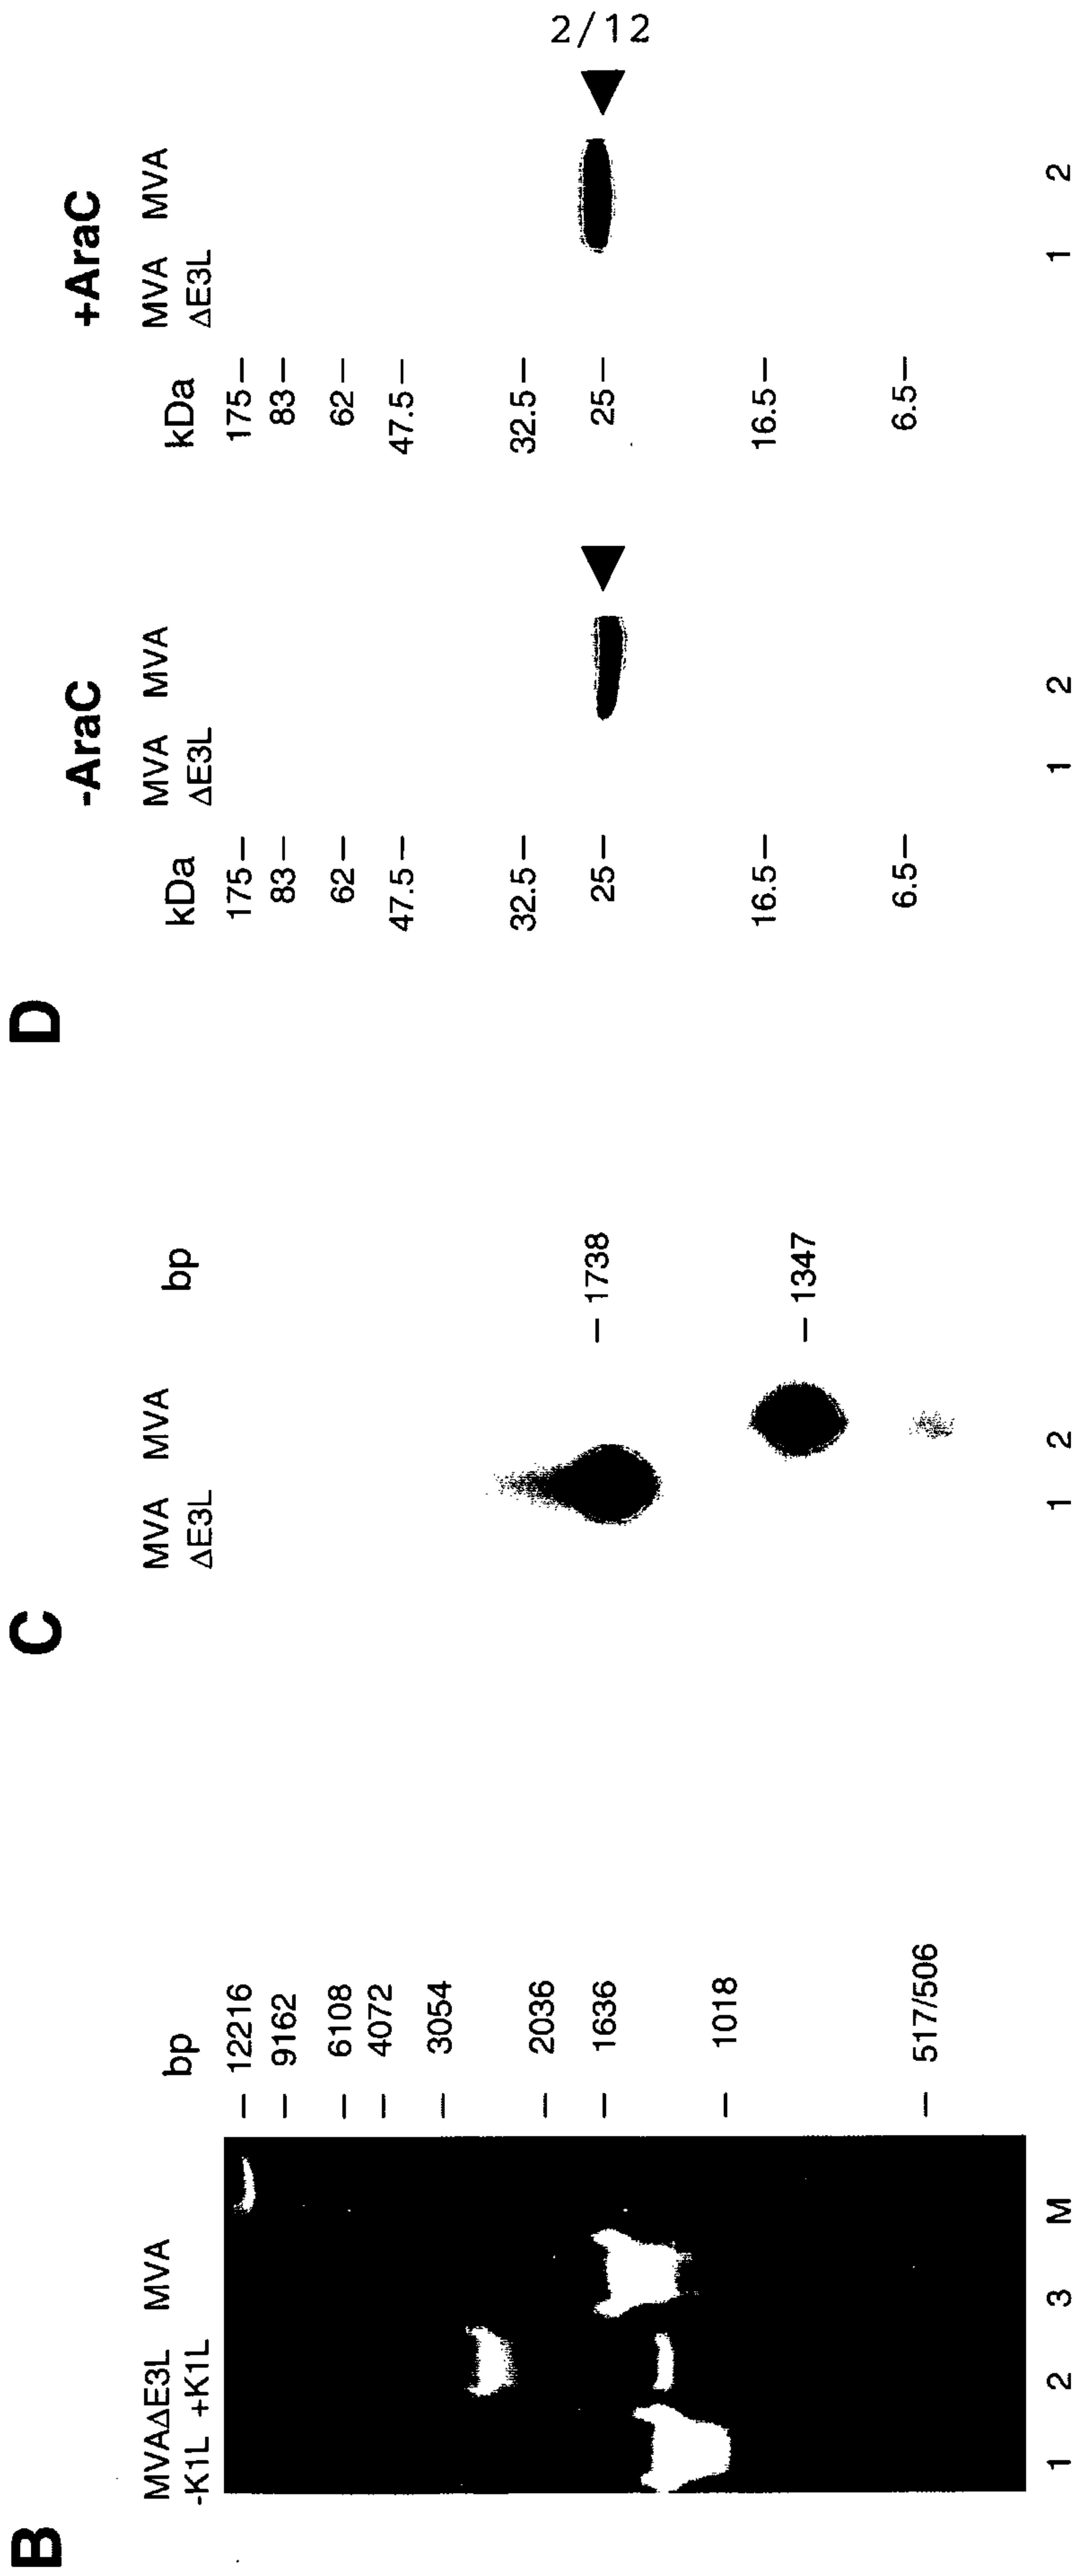 B
MVAΔE3L MVA
-K1L +K1L
bp
12216
9162
6108
4072
3054
2036
1636
1018
517/506
1 2 3 M
C
MVA MVA
ΔE3L
bp
1738
1347
1 2
D
-AraC
MVA MVA
ΔE3L
kDa
175
83
62
47.5
32.5
25
16.5
6.5
1 2
+AraC
MVA MVA
ΔE3L
kDa
175
83
62
47.5
32.5
25
16.5
6.5
1 2
2/12